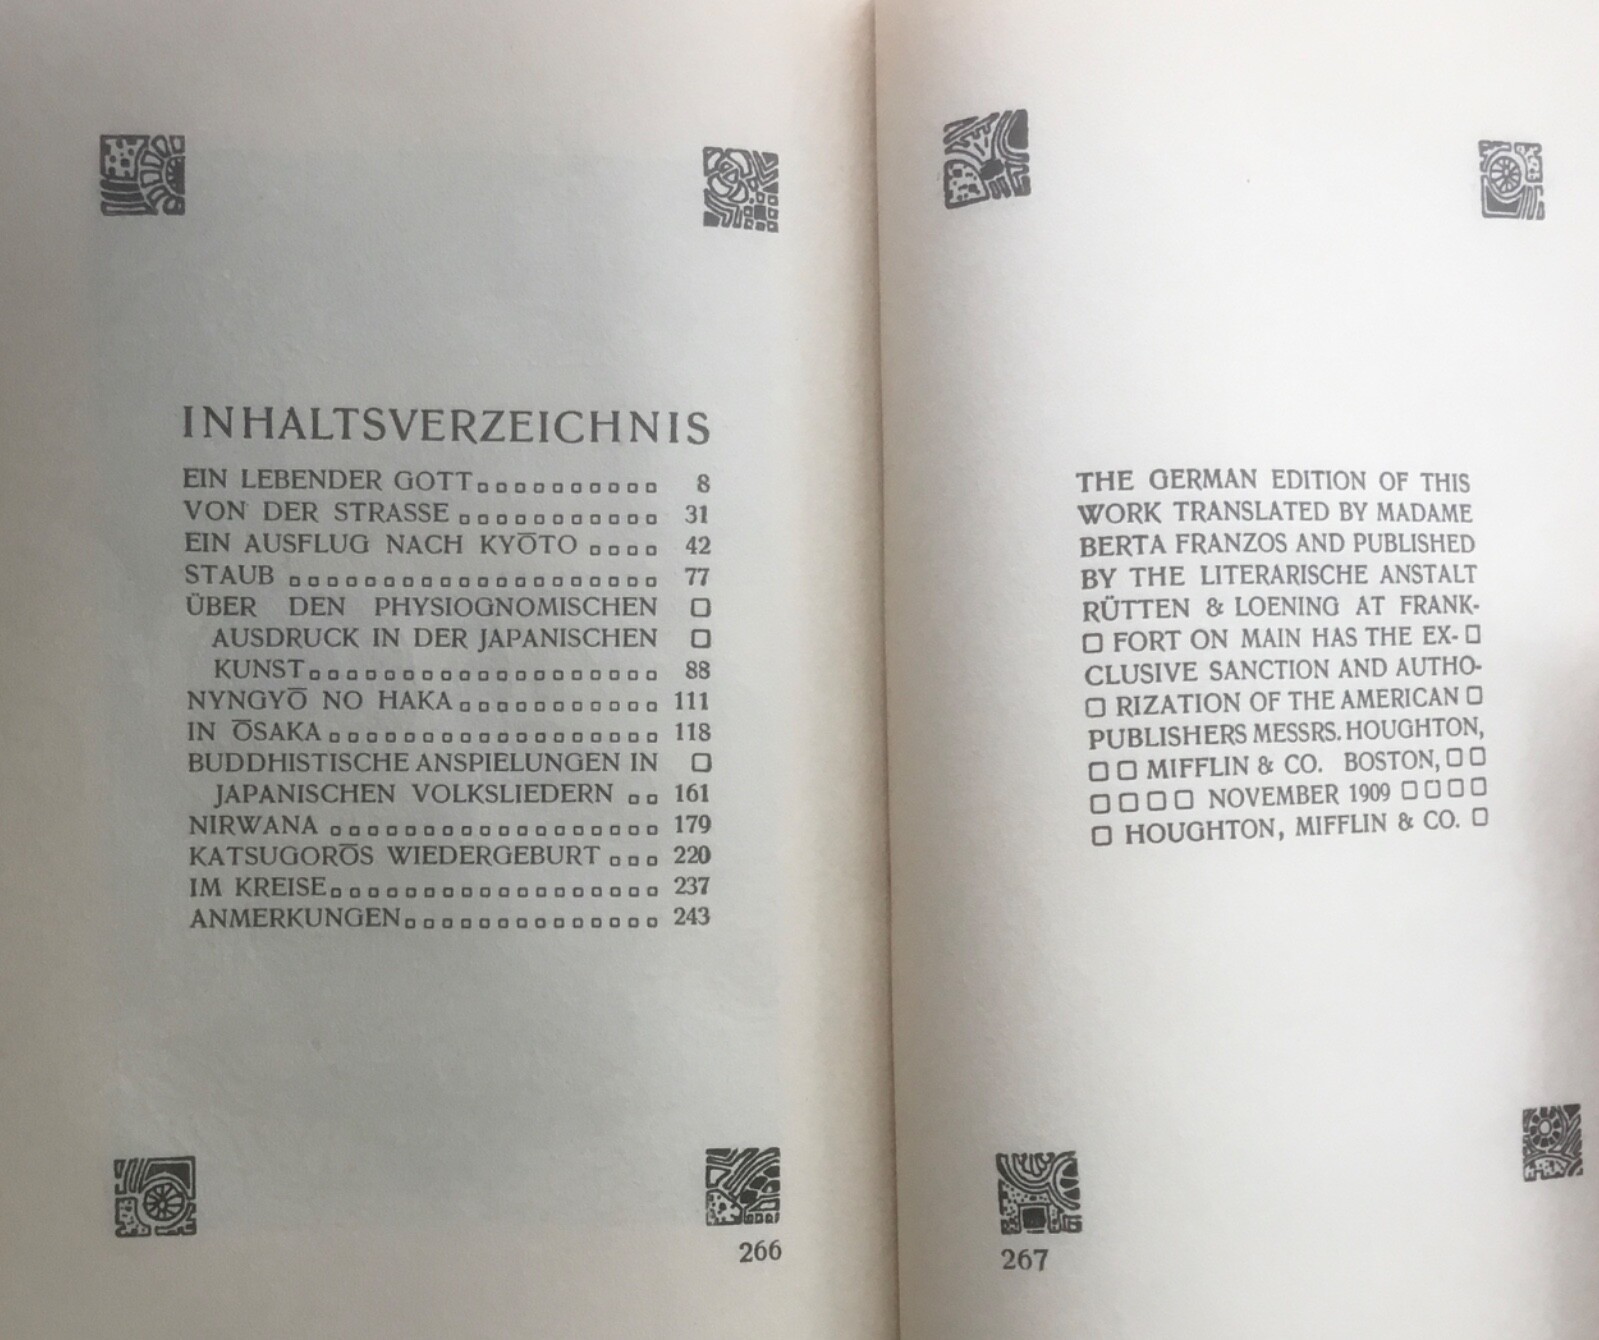 INHALTSVERZEICHNIS
EIN LEBENDER GOTT 8
VON DER STRASSE 31
EIN AUSFLUG NACH KYŌTO 42
STAUB 77
ÜBER DEN PHYSIOGNOMISCHEN
AUSDRUCK IN DER JAPANISCHEN
KUNST 88
NYNGYŌ NO HAKA 111
IN ŌSAKA 118
BUDDHISTISCHE ANSPIELUNGEN IN
JAPANISCHEN VOLKSLIEDERN 161
NIRWANA 179
KATSUGORŌS WIEDERGEBURT 220
IM KREISE 237
ANMERKUNGEN 243
266
THE GERMAN EDITION OF THIS
WORK TRANSLATED BY MADAME
BERTA FRANZOS AND PUBLISHED
BY THE LITERARISCHE ANSTALT
RÜTTEN & LOENING AT FRANK-
FORT ON MAIN HAS THE EX-
CLUSIVE SANCTION AND AUTHO-
RIZATION OF THE AMERICAN
PUBLISHERS MESSRS. HOUGHTON,
MIFFLIN & CO. BOSTON,
NOVEMBER 1909
HOUGHTON, MIFFLIN & CO.
267